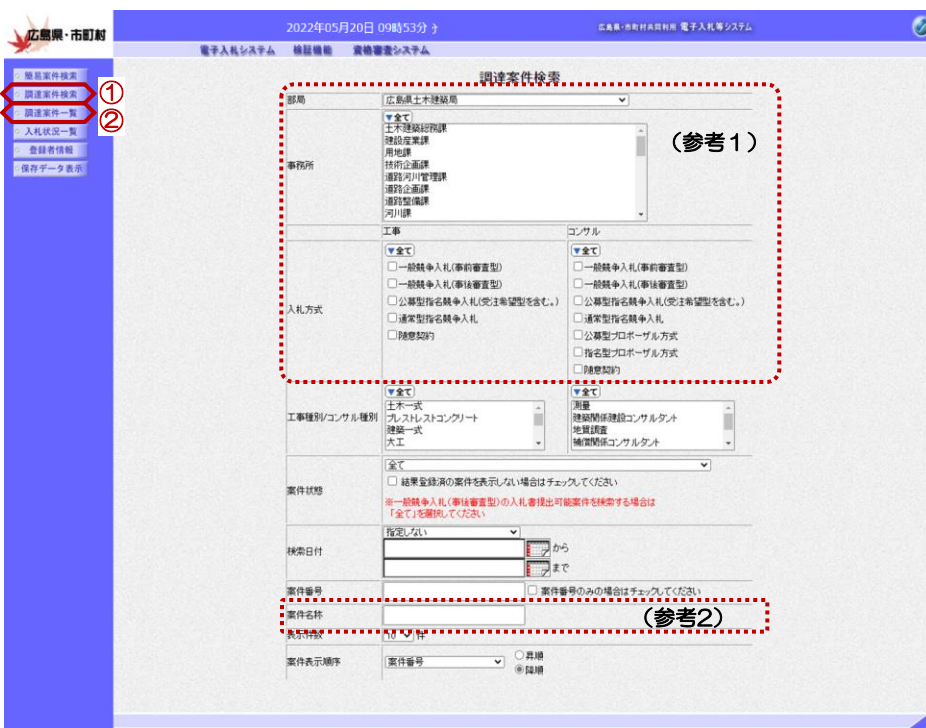 広島県・市町村
2022年05月20日 09時53分
広島県・市町村共同利用 電子入札等システム
電子入札システム 検証機能 資格審査システム
簡易案件検索
調達案件検索
①
調達案件一覧
②
入札状況一覧
登録者情報
保存データ表示
調達案件検索
部局
広島県土木建築局
事務所
▼全て
土木建築総務課
建設産業課
用地課
技術企画課
道路河川管理課
道路企画課
道路整備課
河川課
(参考1)
入札方式
工事
▼全て
一般競争入札(事前審査型)
一般競争入札(事後審査型)
公募型指名競争入札(受注希望型を含む。)
通常型指名競争入札
随意契約
コンサル
▼全て
一般競争入札(事前審査型)
一般競争入札(事後審査型)
公募型指名競争入札(受注希望型を含む。)
通常型指名競争入札
公募型プロポーザル方式
指名型プロポーザル方式
随意契約
工事種別/コンサル種別
▼全て
土木一式
プレストレストコンクリート
建築一式
大工
▼全て
測量
建築関係建設コンサルタント
地質調査
補償関係コンサルタント
案件状態
全て
結果登録済の案件を表示しない場合はチェックしてください
※一般競争入札(事後審査型)の入札書提出可能案件を検索する場合は
「全て」を選択してください
検索日付
指定しない
から
まで
案件番号
案件番号のみの場合はチェックしてください
案件名称
(参考2)
表示件数
10 件
案件表示順序
案件番号
昇順
降順